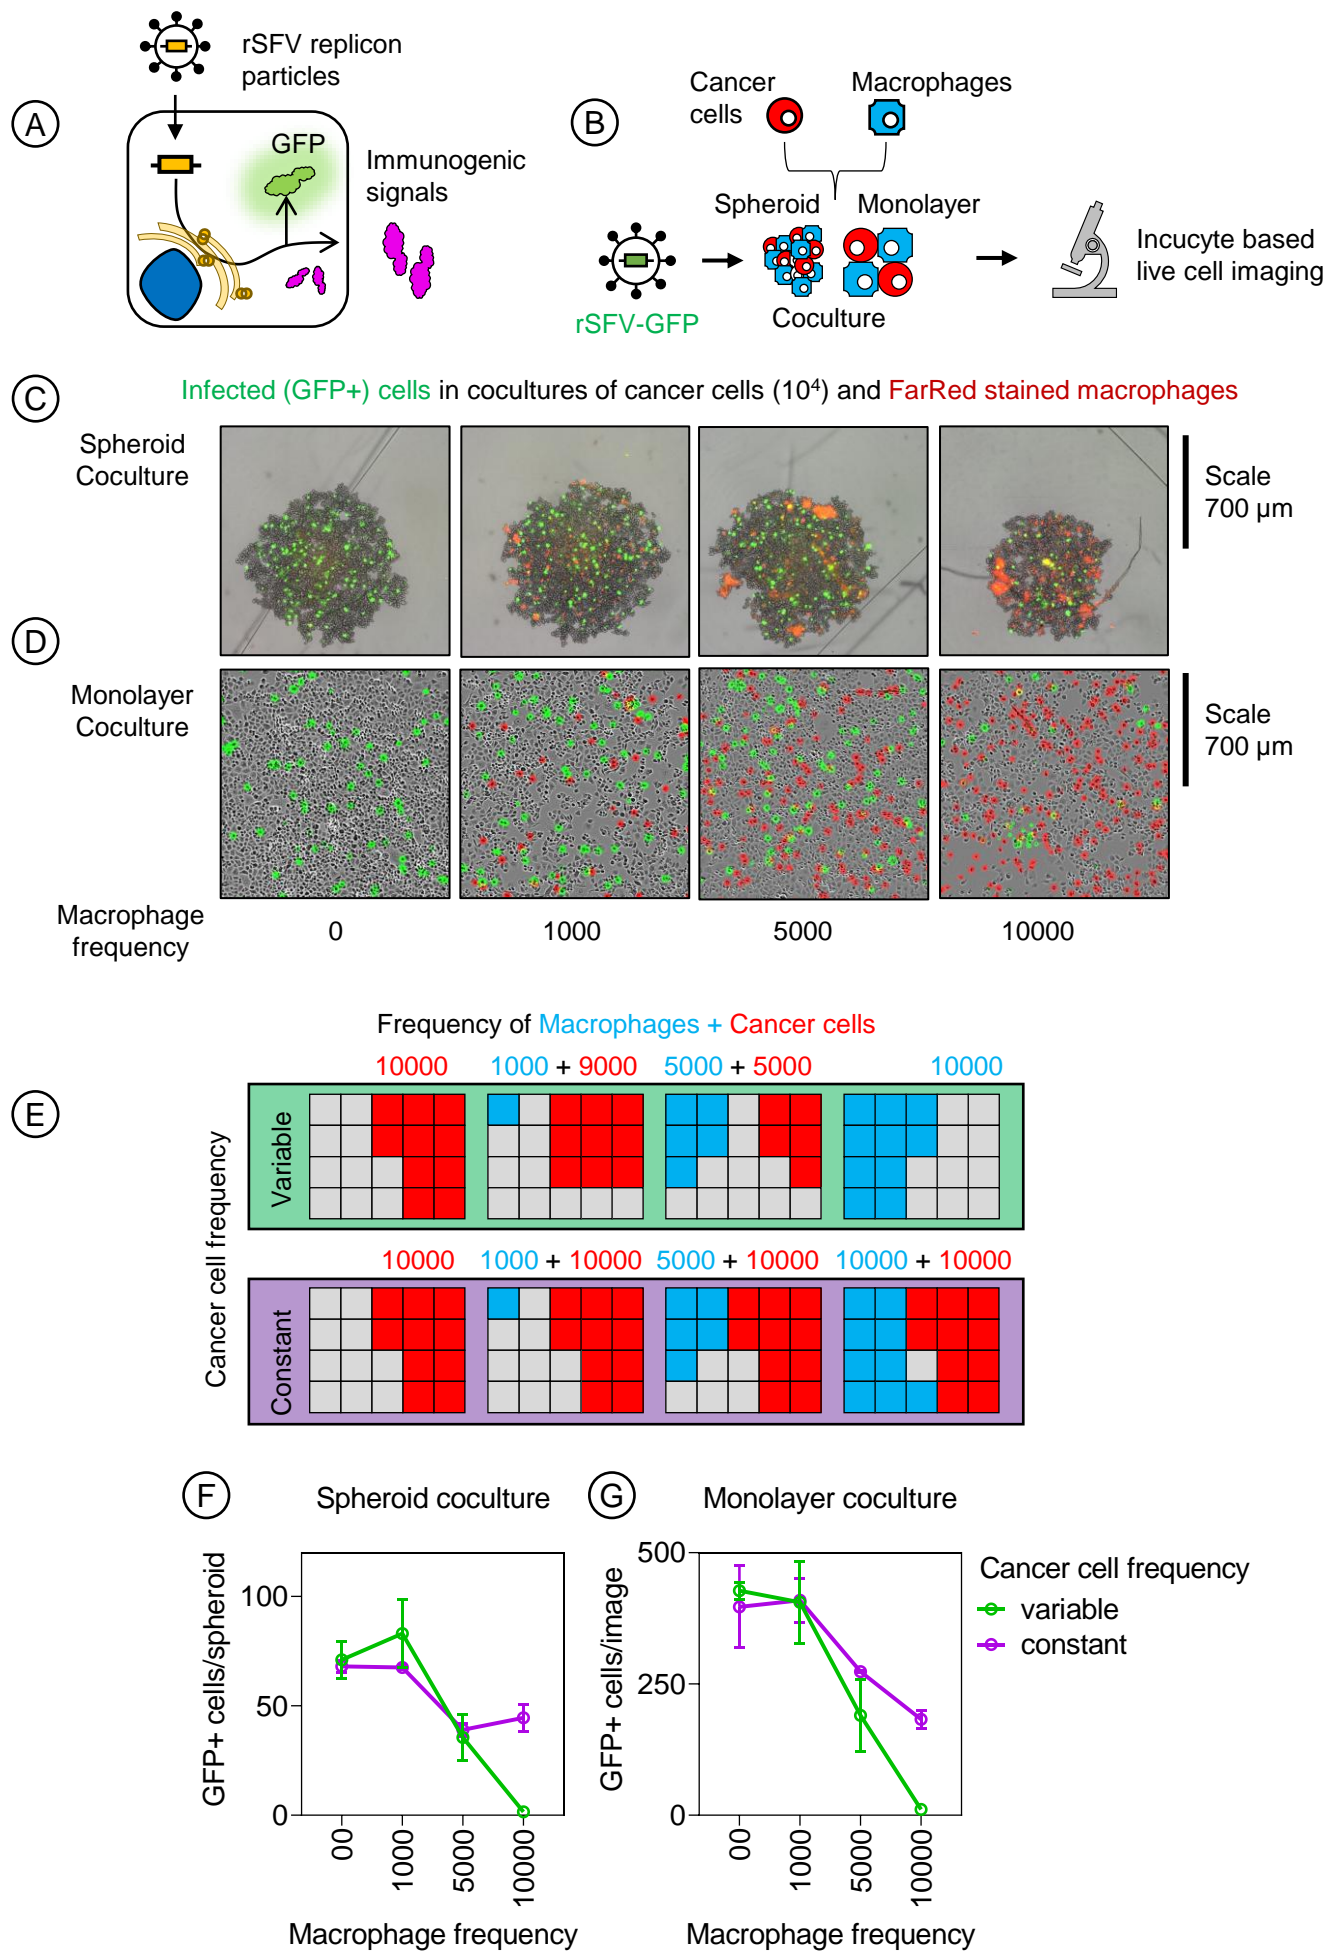 rSFV replicon
particles
A
GFP
Immunogenic
signals
B
Cancer
cells
Macrophages
Spheroid
Monolayer
rSFV-GFP
Coculture
Incucyte based
live cell imaging
C
Infected (GFP+) cells in cocultures of cancer cells (10⁴) and FarRed stained macrophages
Spheroid
Coculture
Scale
700 µm
D
Monolayer
Coculture
Scale
700 µm
Macrophage
frequency
0
1000
5000
10000
Frequency of Macrophages + Cancer cells
E
Cancer cell frequency
10000
1000 + 9000
5000 + 5000
10000
Variable
10000
1000 + 10000
5000 + 10000
10000 + 10000
Constant
F
Spheroid coculture
GFP+ cells/spheroid
100
50
0
00
1000
5000
10000
Macrophage frequency
G
Monolayer coculture
GFP+ cells/image
500
250
0
00
1000
5000
10000
Macrophage frequency
Cancer cell frequency
variable
constant